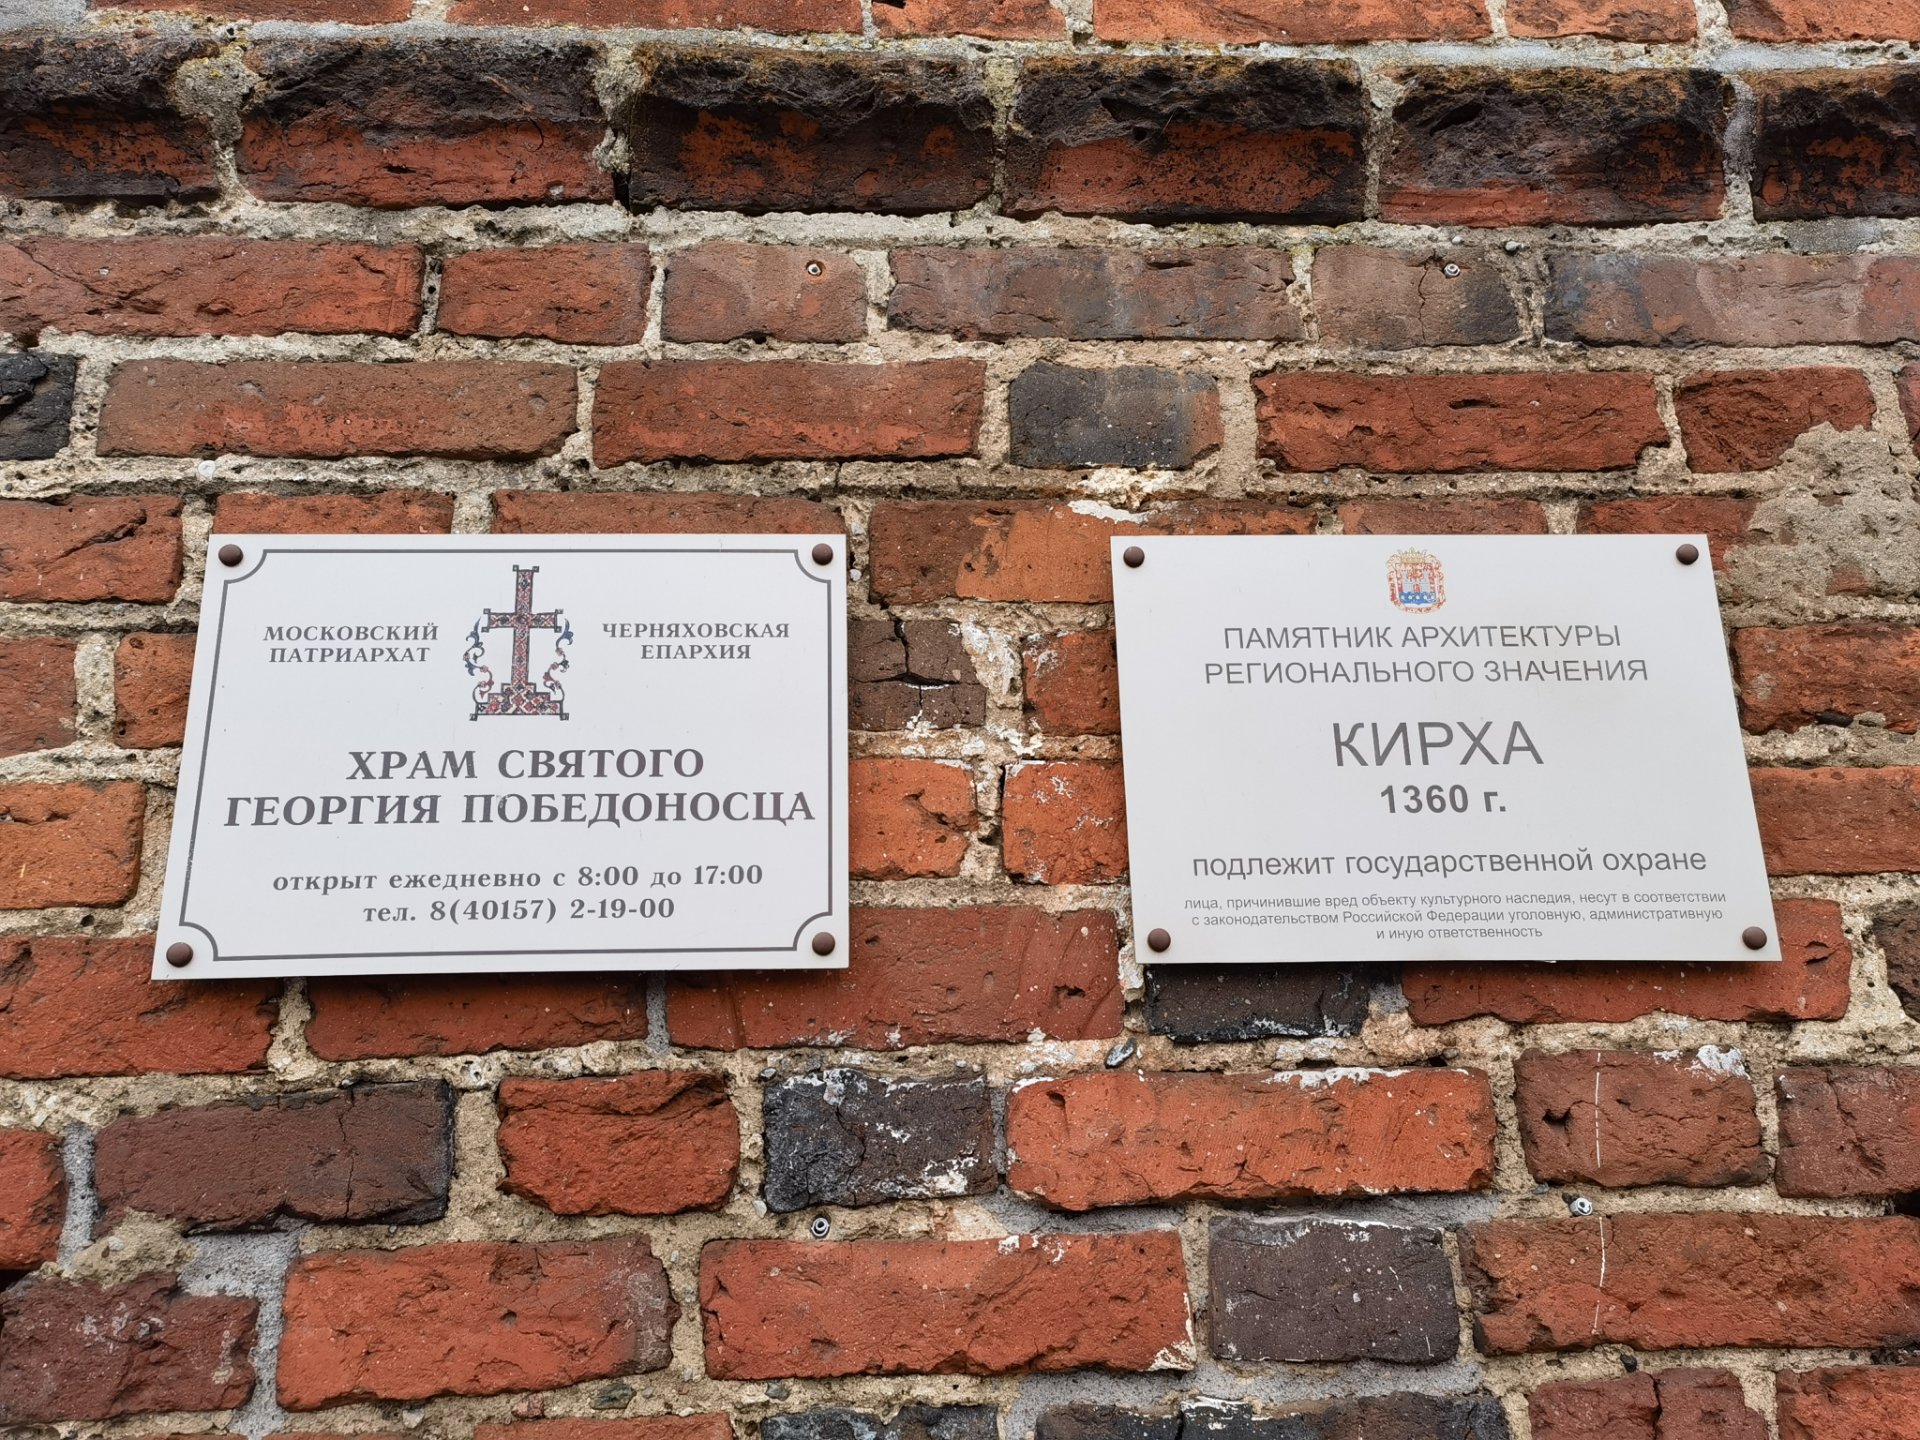 МОСКОВСКИЙ
ПАТРИАРХАТ
ЧЕРНЯХОВСКАЯ
ЕПАРХИЯ
ХРАМ СВЯТОГО
ГЕОРГИЯ ПОБЕДОНОСЦА
открыт ежедневно с 8:00 до 17:00
тел. 8(40157) 2-19-00
ПАМЯТНИК АРХИТЕКТУРЫ
РЕГИОНАЛЬНОГО ЗНАЧЕНИЯ
КИРХА
1360 г.
подлежит государственной охране
лица, причинившие вред объекту культурного наследия, несут в соответствии
с законодательством Российской Федерации уголовную, административную
и иную ответственность